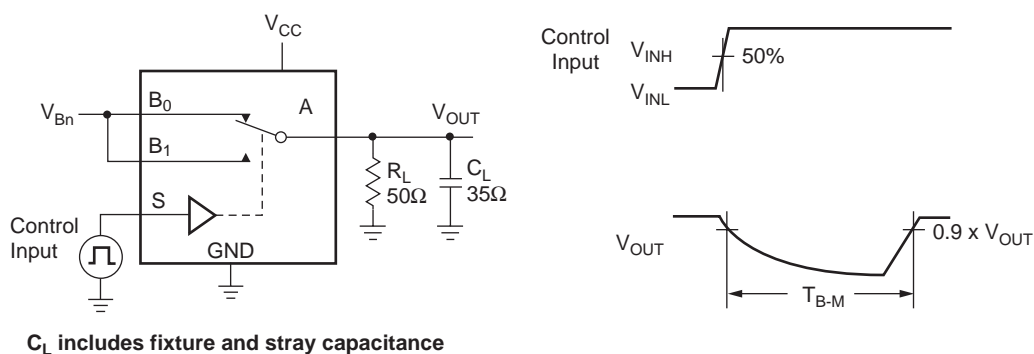 V_CC
B_0
A
V_Bn
V_OUT
B_1
R_L
50Ω
C_L
35Ω
S
Control
Input
GND
C_L includes fixture and stray capacitance
Control
Input
V_INH
50%
V_INL
V_OUT
0.9 x V_OUT
T_B-M